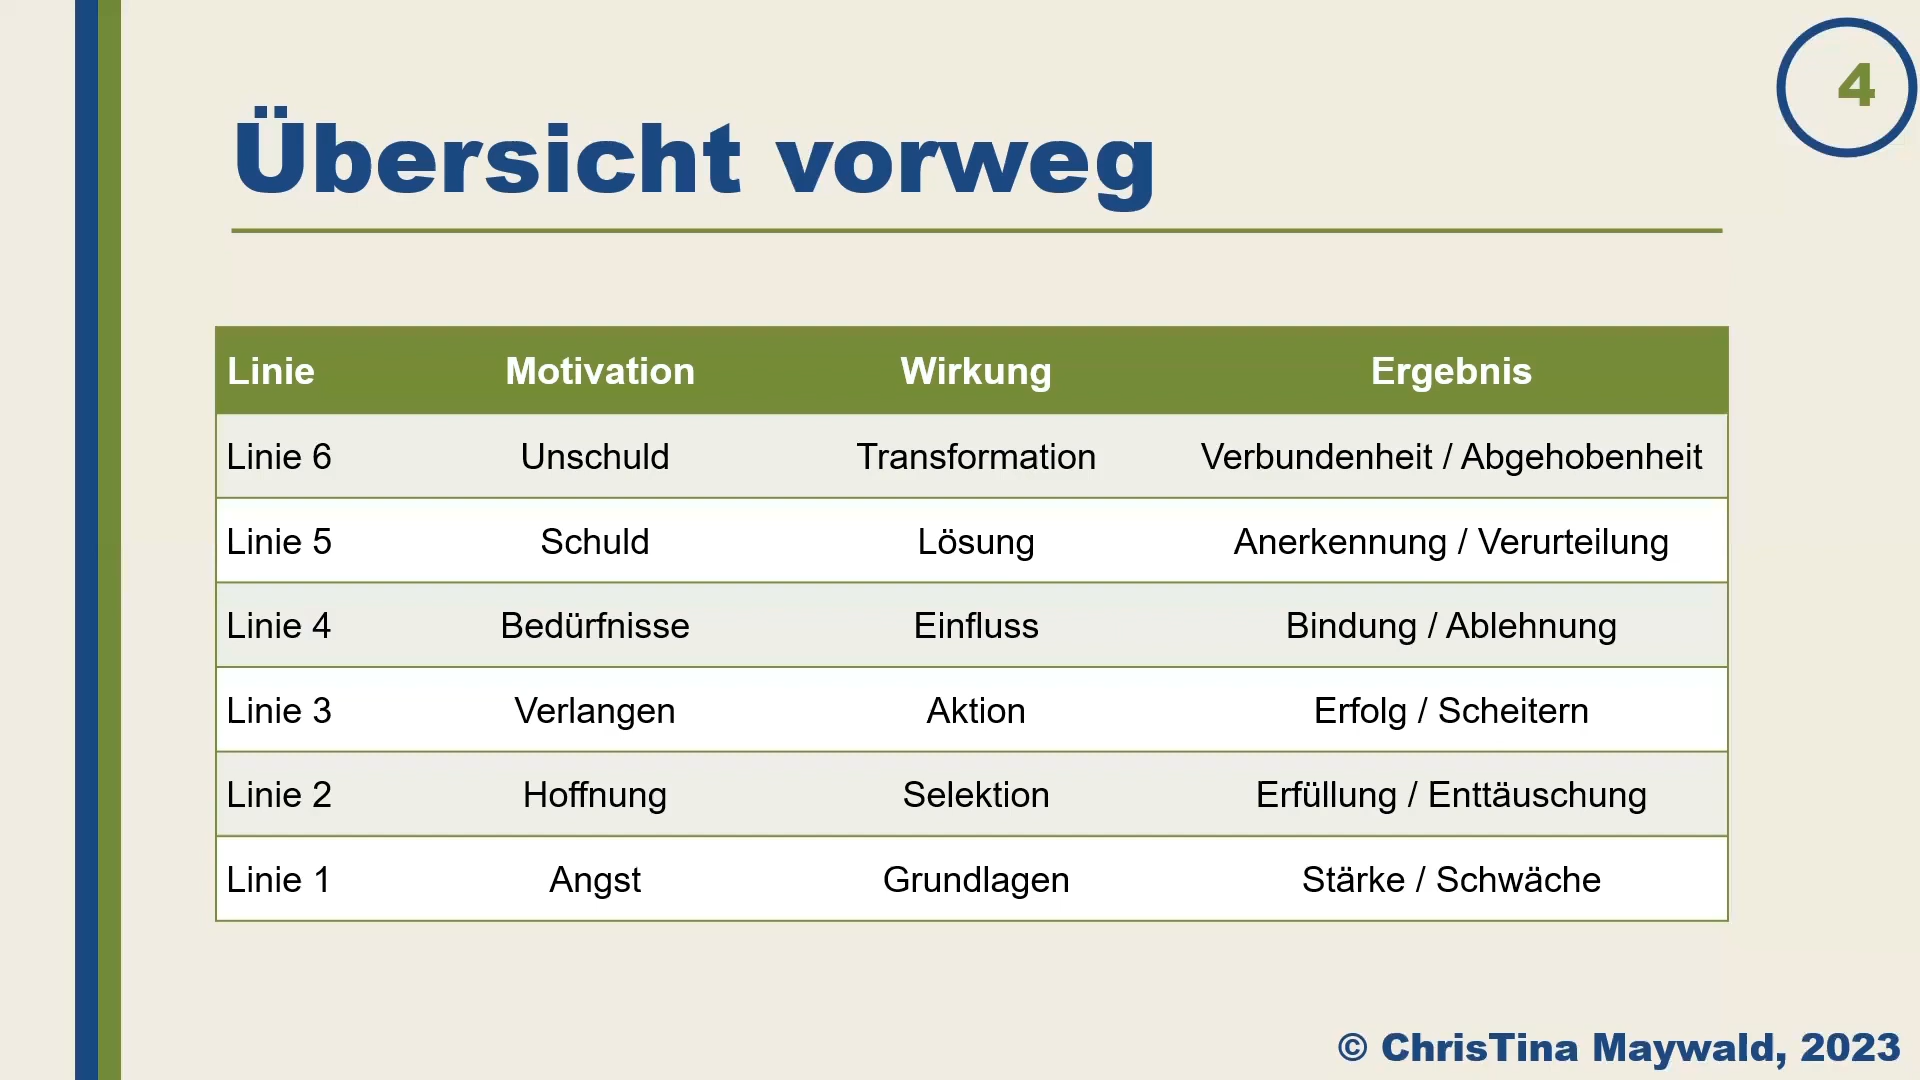 4
Übersicht vorweg
Linie Motivation Wirkung Ergebnis
Linie 6 Unschuld Transformation Verbundenheit / Abgehobenheit
Linie 5 Schuld Lösung Anerkennung / Verurteilung
Linie 4 Bedürfnisse Einfluss Bindung / Ablehnung
Linie 3 Verlangen Aktion Erfolg / Scheitern
Linie 2 Hoffnung Selektion Erfüllung / Enttäuschung
Linie 1 Angst Grundlagen Stärke / Schwäche
© ChrisTina Maywald, 2023